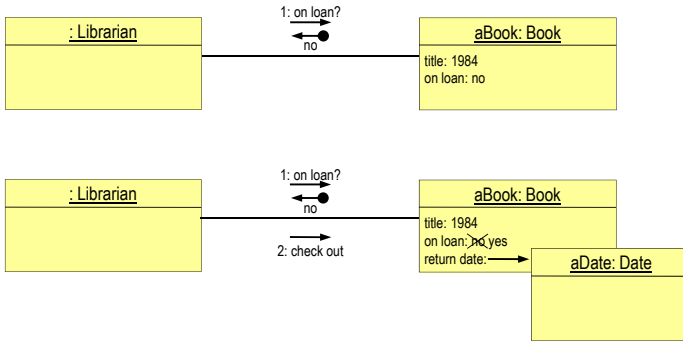 1: on loan?
no
: Librarian
aBook: Book
title: 1984
on loan: no
1: on loan?
no
2: check out
: Librarian
aBook: Book
title: 1984
on loan: no yes
return date:
aDate: Date